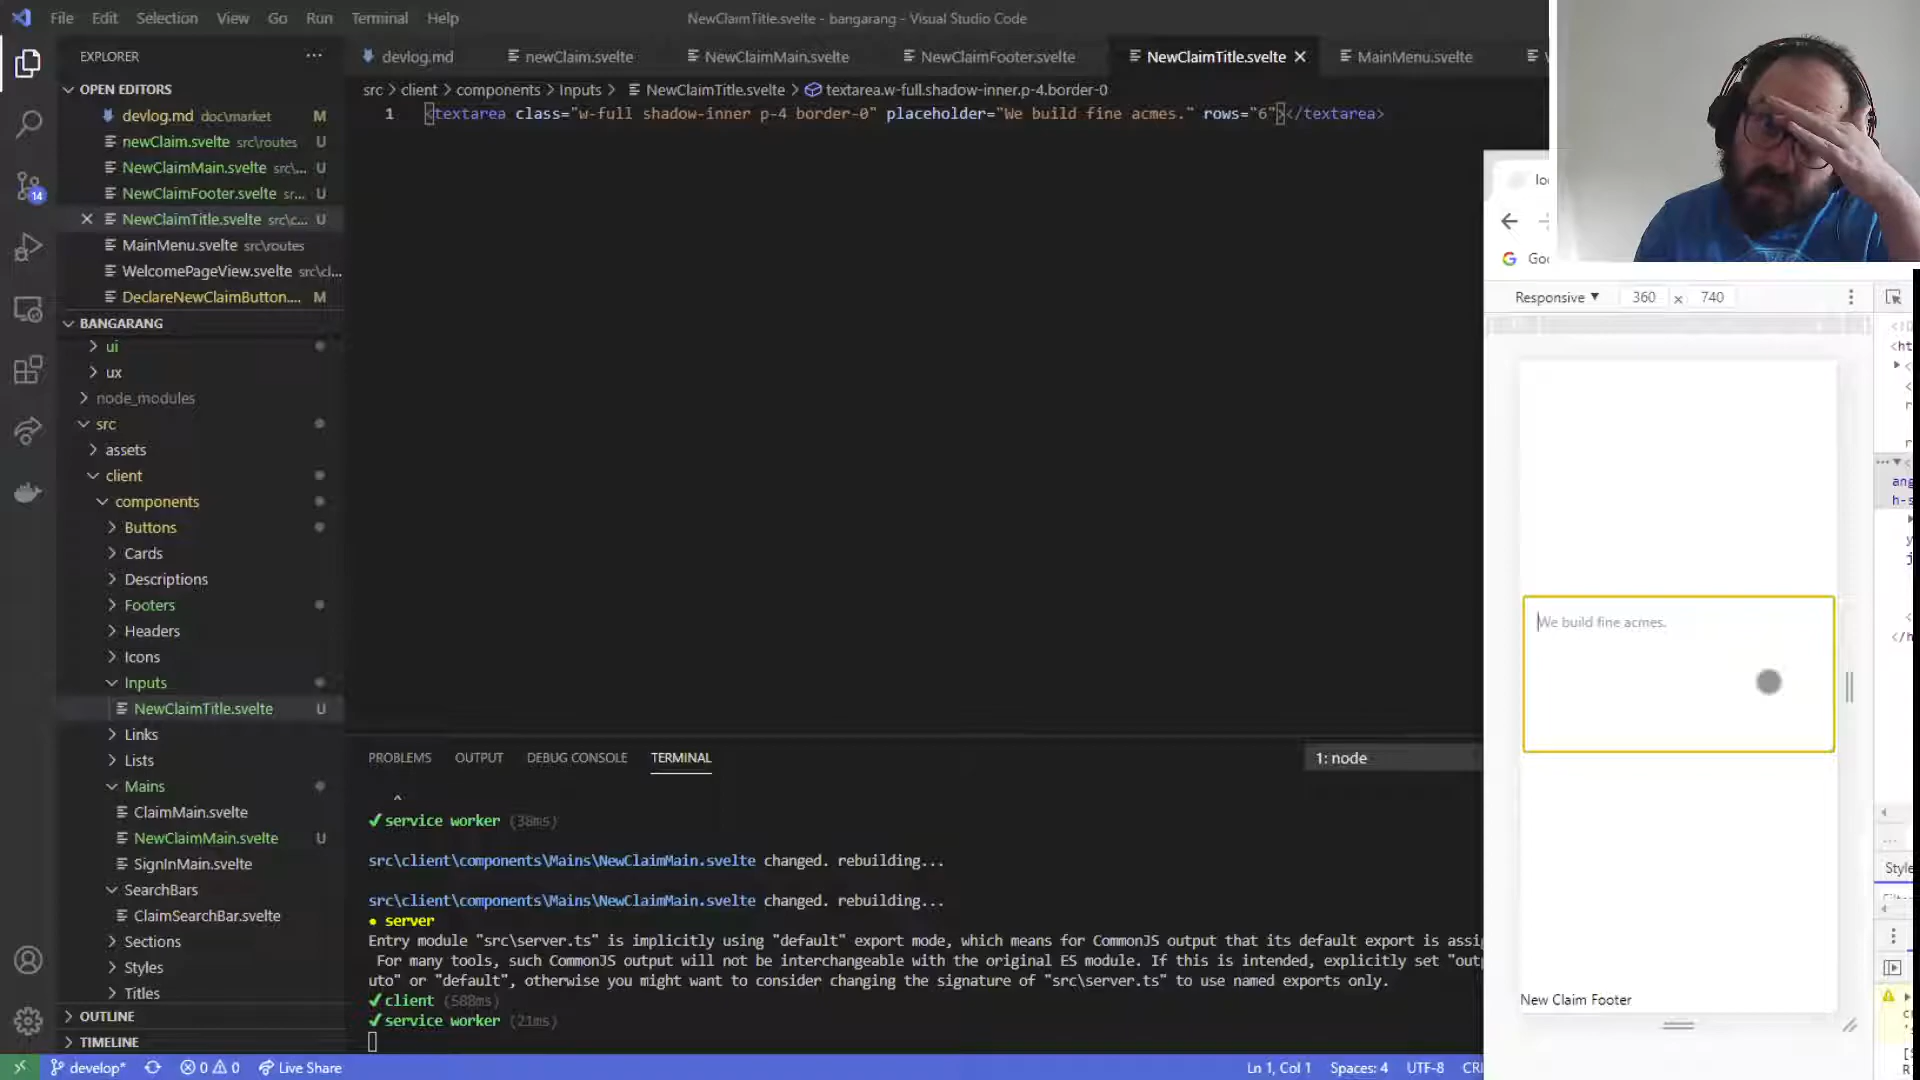 File Edit Selection View Go Run Terminal Help
NewClaimTitle.svelte - bangarang - Visual Studio Code
EXPLORER
devlog.md
newClaim.svelte
NewClaimMain.svelte
NewClaimFooter.svelte
NewClaimTitle.svelte
MainMenu.svelte
src > client > components > Inputs > NewClaimTitle.svelte > textarea.w-full.shadow-inner.p-4.border-0
1 <textarea class="w-full shadow-inner p-4 border-0" placeholder="We build fine acmes." rows="6"></textarea>
OPEN EDITORS
devlog.md doc\market M
newClaim.svelte src\routes U
NewClaimMain.svelte src\... U
NewClaimFooter.svelte sr... U
NewClaimTitle.svelte src\c... U
MainMenu.svelte src\routes
WelcomePageView.svelte src\cl...
DeclareNewClaimButton.... M
14
BANGARANG
ui
ux
node_modules
src
assets
client
components
Buttons
Cards
Descriptions
Footers
Headers
Icons
Inputs
NewClaimTitle.svelte U
Links
Lists
Mains
ClaimMain.svelte
NewClaimMain.svelte U
SignInMain.svelte
SearchBars
ClaimSearchBar.svelte
Sections
Styles
Titles
OUTLINE
TIMELINE
PROBLEMS OUTPUT DEBUG CONSOLE TERMINAL
1: node
^
✔service worker (38ms)
src\client\components\Mains\NewClaimMain.svelte changed. rebuilding...
src\client\components\Mains\NewClaimMain.svelte changed. rebuilding...
• server
Entry module "src\server.ts" is implicitly using "default" export mode, which means for CommonJS output that its default export is assi
For many tools, such CommonJS output will not be interchangeable with the original ES module. If this is intended, explicitly set "outp
uto" or "default", otherwise you might want to consider changing the signature of "src\server.ts" to use named exports only.
✔client (588ms)
✔service worker (21ms)
develop* 0 0 Live Share
Ln 1, Col 1 Spaces: 4 UTF-8
Responsive ▼ 360 x 740
We build fine acmes.
New Claim Footer